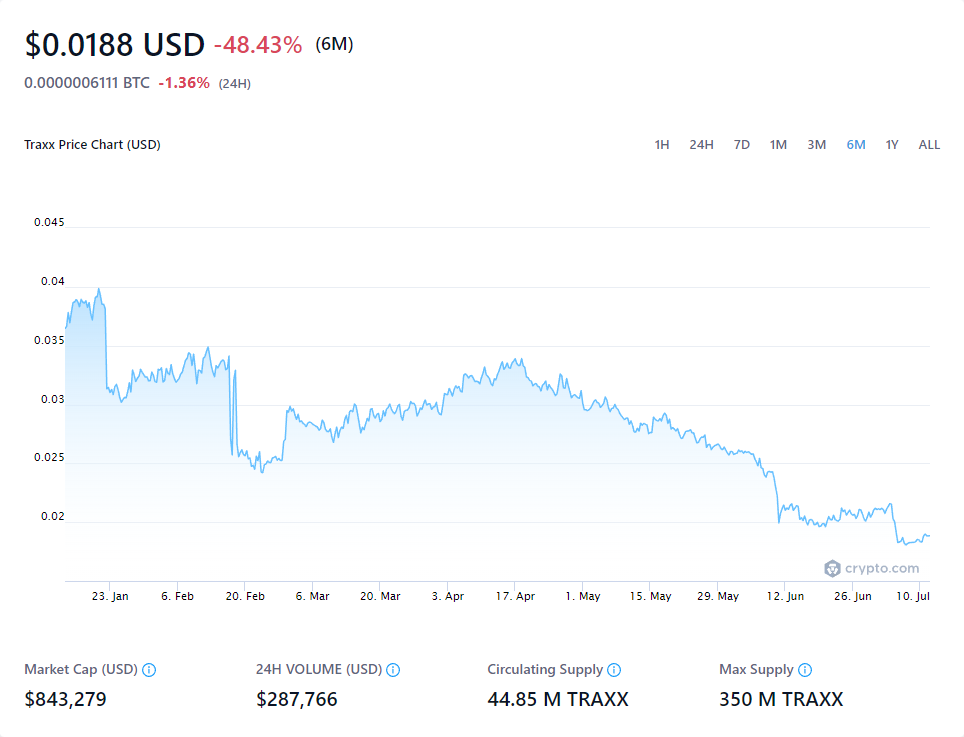 $0.0188 USD -48.43% (6M)
0.0000006111 BTC -1.36% (24H)
Traxx Price Chart (USD) 1H 24H 7D 1M 3M 6M 1Y ALL
0.045
0.04
0.035
0.03
0.025
0.02
crypto.com
23. Jan 6. Feb 20. Feb 6. Mar 20. Mar 3. Apr 17. Apr 1. May 15. May 29. May 12. Jun 26. Jun 10. Jul
Market Cap (USD) 24H VOLUME (USD) Circulating Supply Max Supply
$843,279 $287,766 44.85 M TRAXX 350 M TRAXX